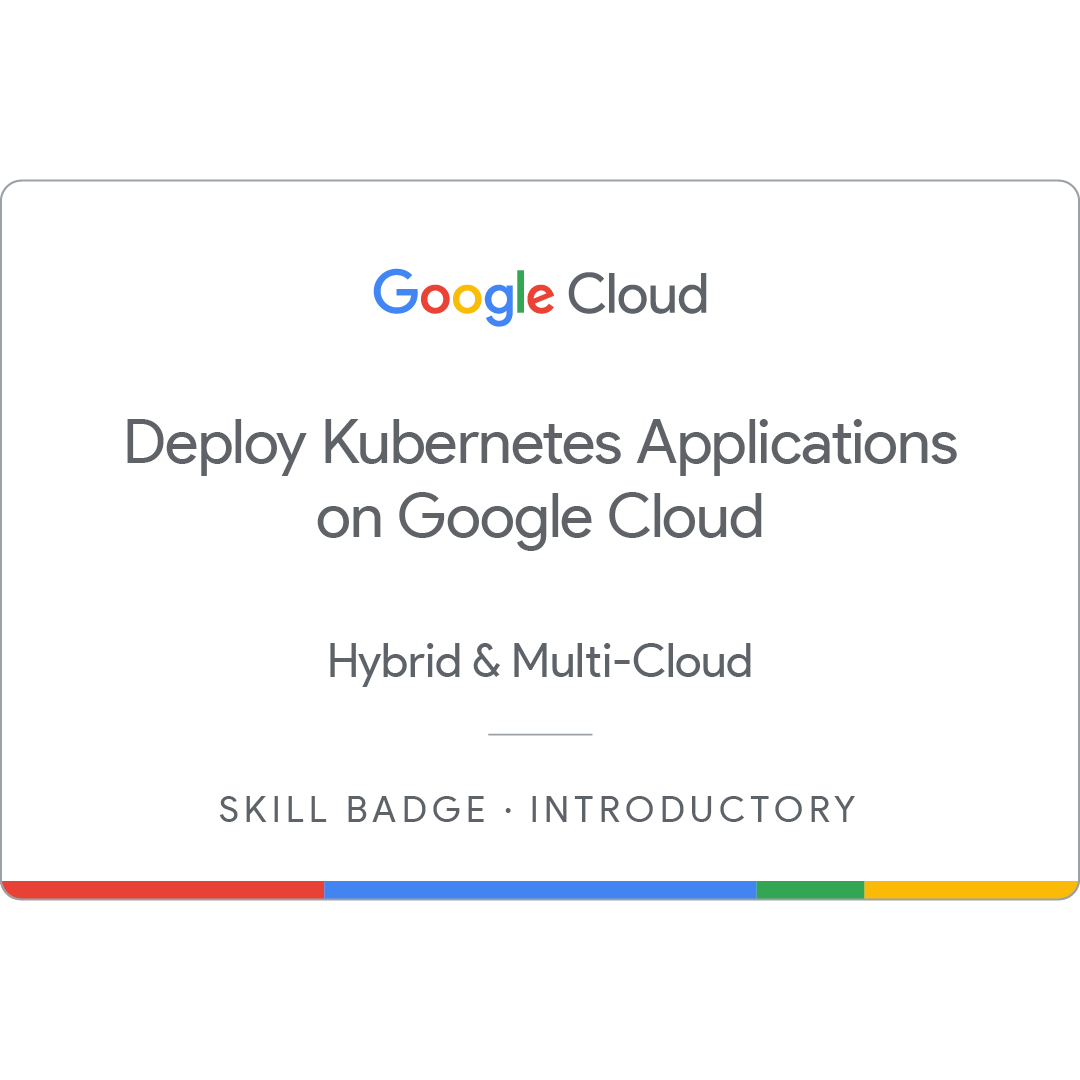 Google Cloud
Deploy Kubernetes Applications
on Google Cloud
Hybrid & Multi-Cloud
SKILL BADGE · INTRODUCTORY